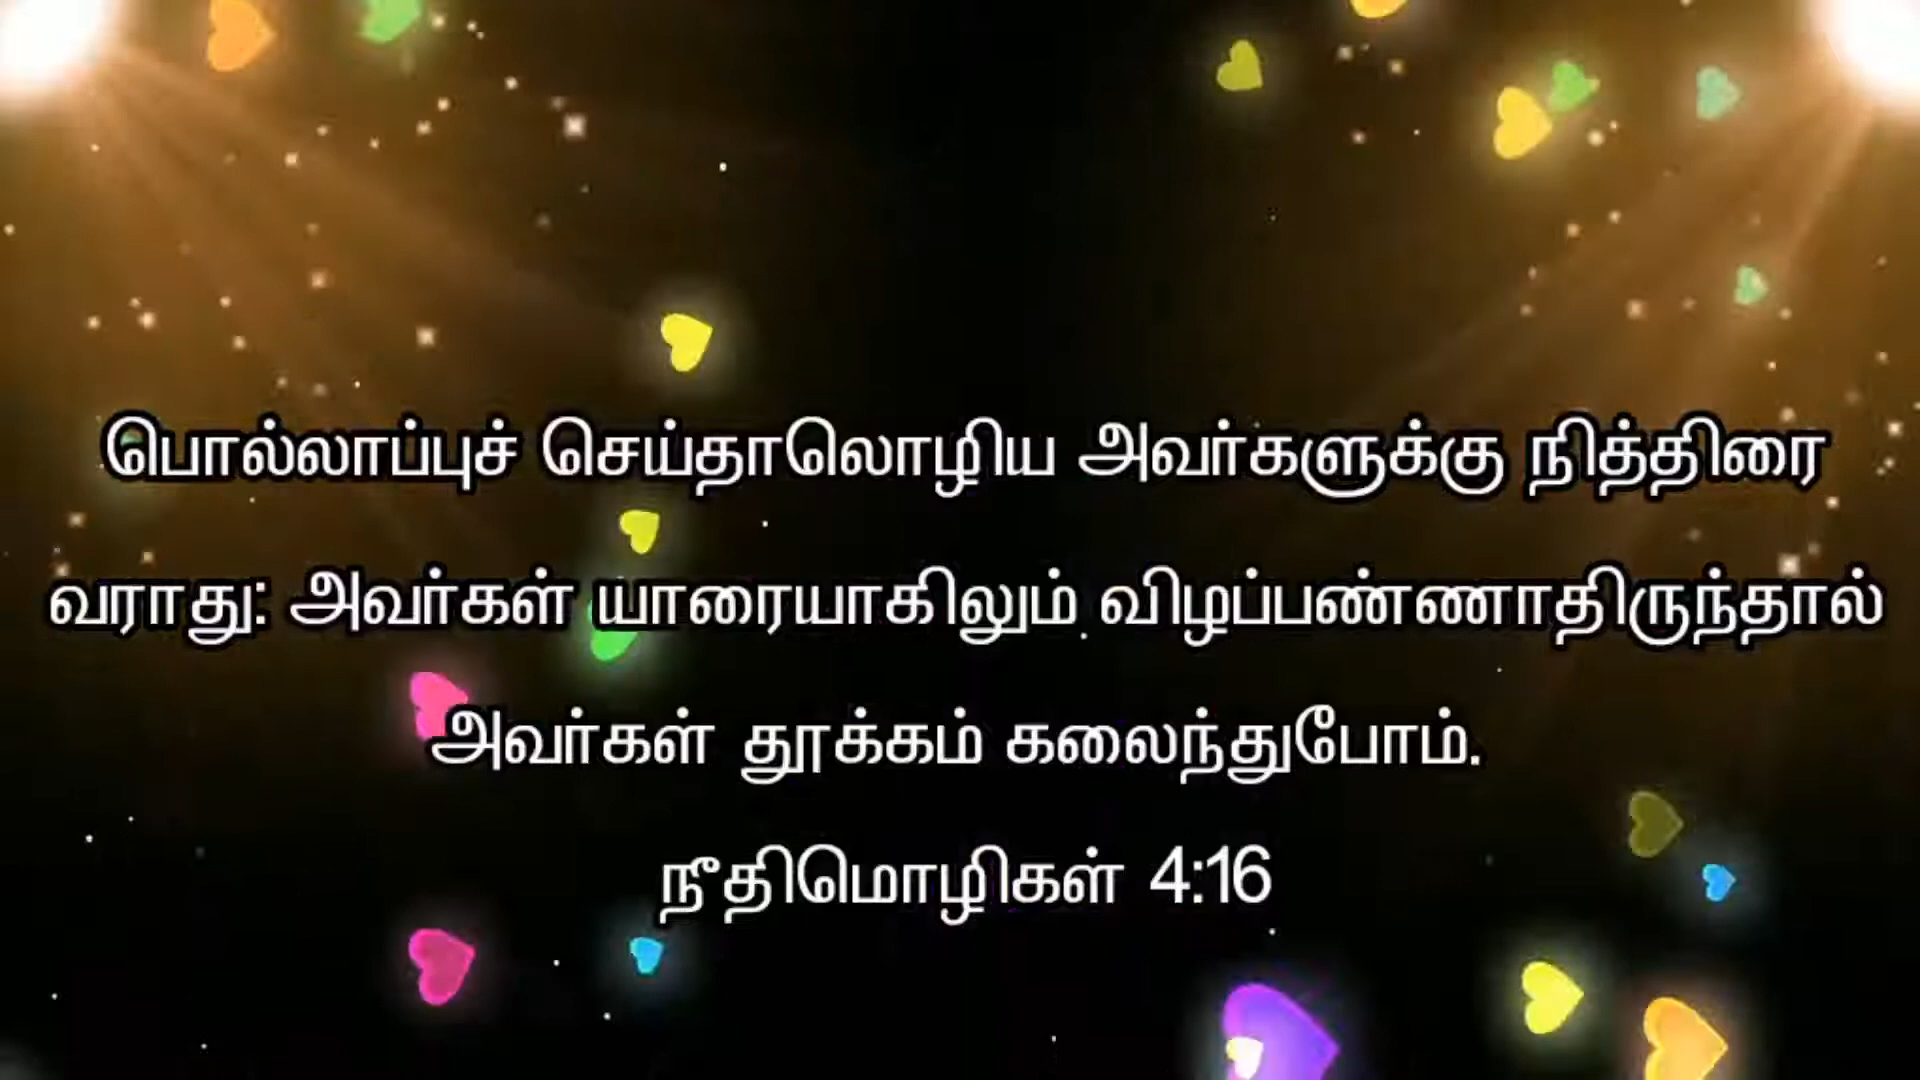 பொல்லாப்புச் செய்தாலொழிய அவர்களுக்கு நித்திரை
வராது: அவர்கள் யாரையாகிலும் விழப்பண்ணாதிருந்தால்
அவர்கள் தூக்கம் கலைந்துபோம்.
நீதிமொழிகள் 4:16